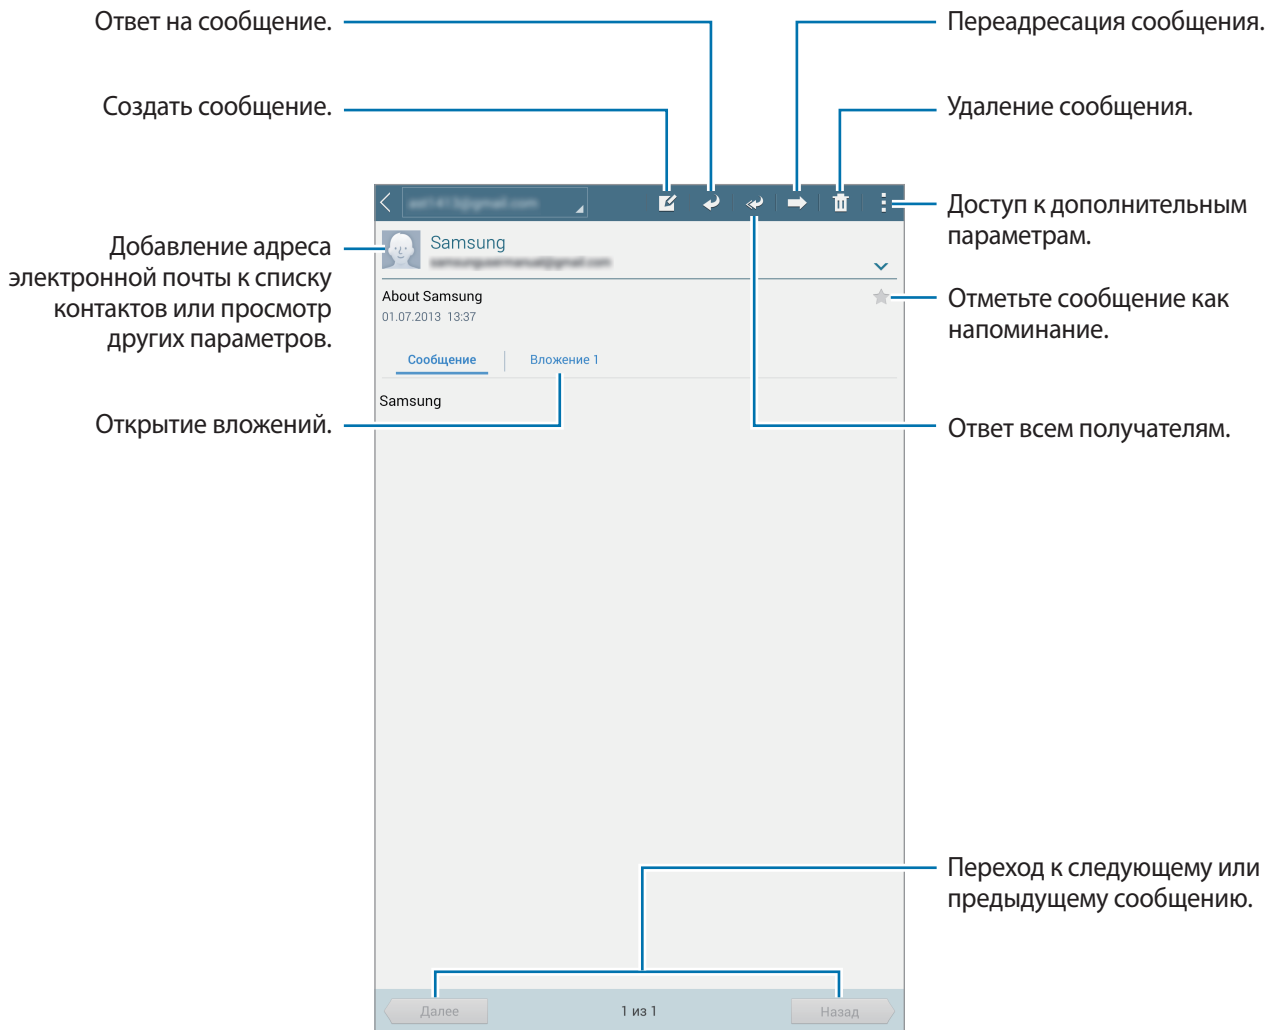 Ответ на сообщение.
Переадресация сообщения.
Создать сообщение.
Удаление сообщения.
Доступ к дополнительным
параметрам.
Добавление адреса
электронной почты к списку
контактов или просмотр
других параметров.
Samsung
About Samsung
01.07.2013 13:37
Отметьте сообщение как
напоминание.
Сообщение
Вложение 1
Samsung
Открытие вложений.
Ответ всем получателям.
Переход к следующему или
предыдущему сообщению.
Далее
1 из 1
Назад